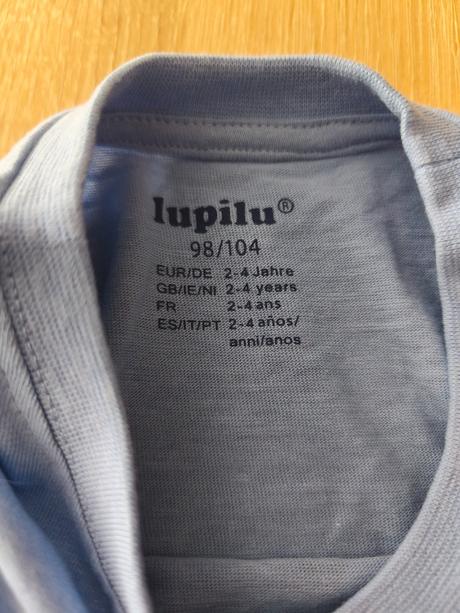 lupilu®
98/104
EUR/DE 2-4 Jahre
GB/IE/NI 2-4 years
FR 2-4 ans
ES/IT/PT 2-4 años/
anni/anos